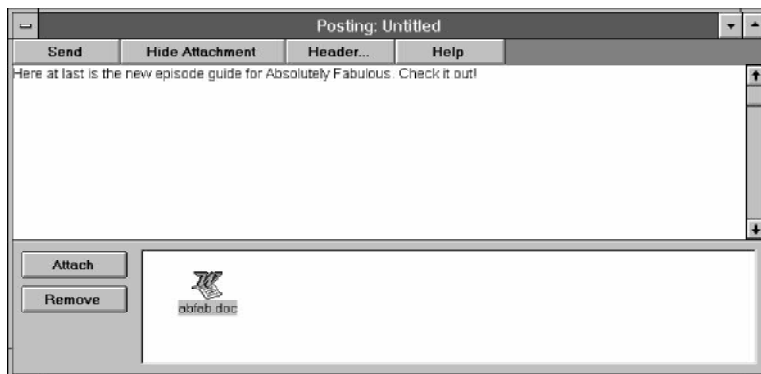 Posting: Untitled
Send Hide Attachment Header... Help
Here at last is the new episode guide for Absolutely Fabulous. Check it out!
Attach
Remove
abfab.doc